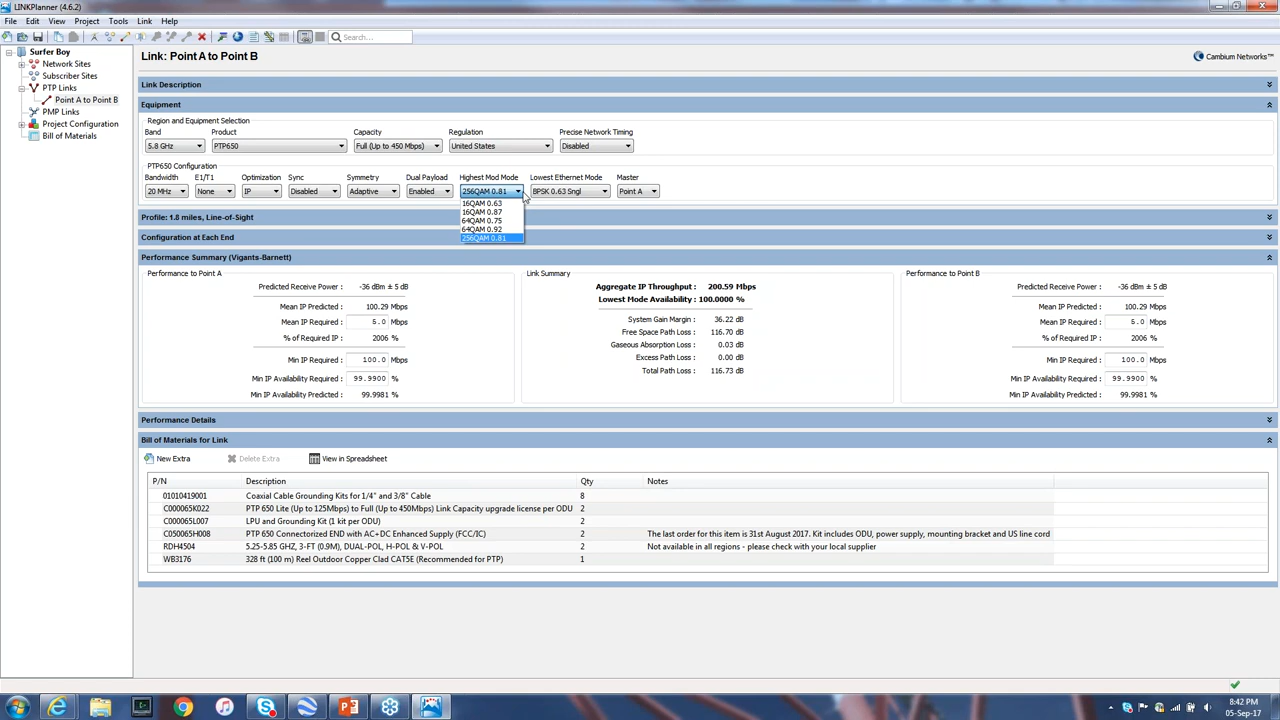 LINKPlanner (4.6.2)
File Edit View Project Tools Link Help
Search...
Surfer Boy
Network Sites
Subscriber Sites
PTP Links
Point A to Point B
PMP Links
Project Configuration
Bill of Materials
Link: Point A to Point B
Cambium Networks™
Link Description
Equipment
Region and Equipment Selection
Band Product Capacity Regulation Precise Network Timing
5.8 GHz PTP650 Full (Up to 450 Mbps) United States Disabled
PTP650 Configuration
Bandwidth E1/T1 Optimization Sync Symmetry Dual Payload Highest Mod Mode Lowest Ethernet Mode Master
20 MHz None IP Disabled Adaptive Enabled 256QAM 0.81 BPSK 0.63 Sngl Point A
16QAM 0.63
16QAM 0.87
64QAM 0.75
64QAM 0.92
256QAM 0.81
Profile: 1.8 miles, Line-of-Sight
Configuration at Each End
Performance Summary (Vigants-Barnett)
Performance to Point A
Predicted Receive Power : -36 dBm ± 5 dB
Mean IP Predicted : 100.29 Mbps
Mean IP Required : 5.0 Mbps
% of Required IP : 2006 %
Min IP Required : 100.0 Mbps
Min IP Availability Required : 99.9900 %
Min IP Availability Predicted : 99.9981 %
Link Summary
Aggregate IP Throughput : 200.59 Mbps
Lowest Mode Availability : 100.0000 %
System Gain Margin : 36.22 dB
Free Space Path Loss : 116.70 dB
Gaseous Absorption Loss : 0.03 dB
Excess Path Loss : 0.00 dB
Total Path Loss : 116.73 dB
Performance to Point B
Predicted Receive Power : -36 dBm ± 5 dB
Mean IP Predicted : 100.29 Mbps
Mean IP Required : 5.0 Mbps
% of Required IP : 2006 %
Min IP Required : 100.0 Mbps
Min IP Availability Required : 99.9900 %
Min IP Availability Predicted : 99.9981 %
Performance Details
Bill of Materials for Link
New Extra Delete Extra View in Spreadsheet
P/N Description Qty Notes
01010419001 Coaxial Cable Grounding Kits for 1/4" and 3/8" Cable 8
C000065K022 PTP 650 Lite (Up to 125Mbps) to Full (Up to 450Mbps) Link Capacity upgrade license per ODU 2
C000065L007 LPU and Grounding Kit (1 kit per ODU) 2
C050065H008 PTP 650 Connectorized END with AC+DC Enhanced Supply (FCC/IC) 2 The last order for this item is 31st August 2017. Kit includes ODU, power supply, mounting bracket and US line cord
RDH4504 5.25-5.85 GHZ, 3-FT (0.9M), DUAL-POL, H-POL & V-POL 2 Not available in all regions - please check with your local supplier
WB3176 328 ft (100 m) Reel Outdoor Copper Clad CAT5E (Recommended for PTP) 1
8:42 PM
05-Sep-17